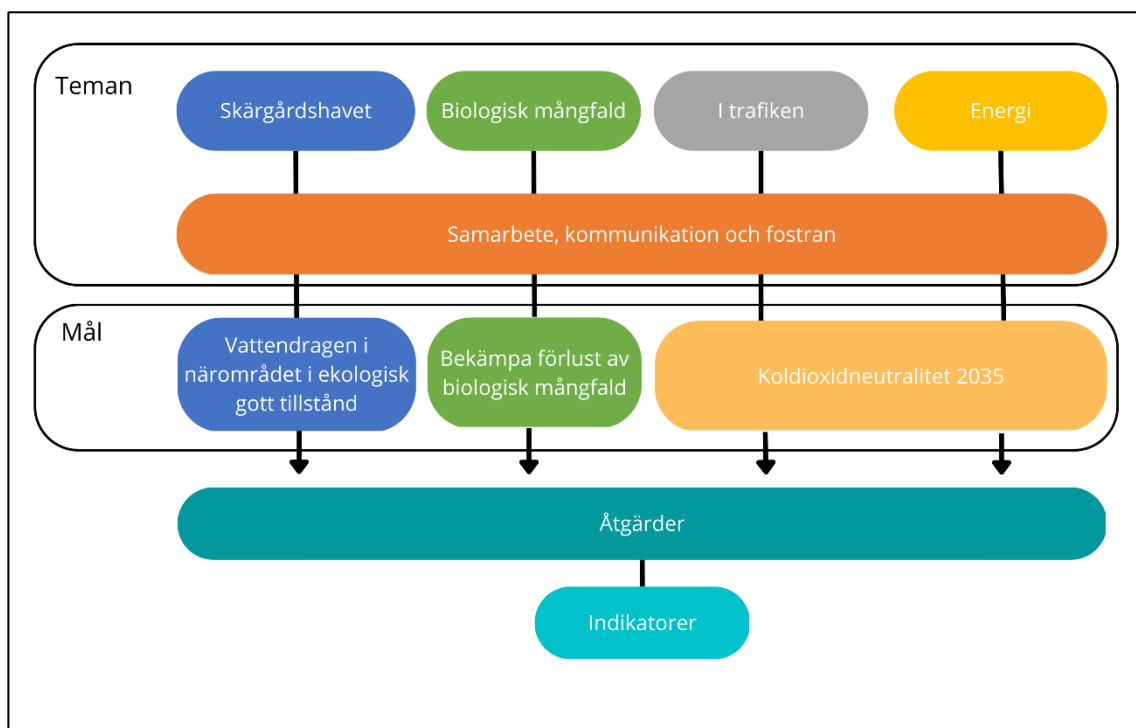 Teman
Skärgårdshavet
Biologisk mångfald
I trafiken
Energi
Samarbete, kommunikation och fostran
Mål
Vattendragen i
närområdet i ekologisk
gott tillstånd
Bekämpa förlust av
biologisk mångfald
Koldioxidneutralitet 2035
Åtgärder
Indikatorer